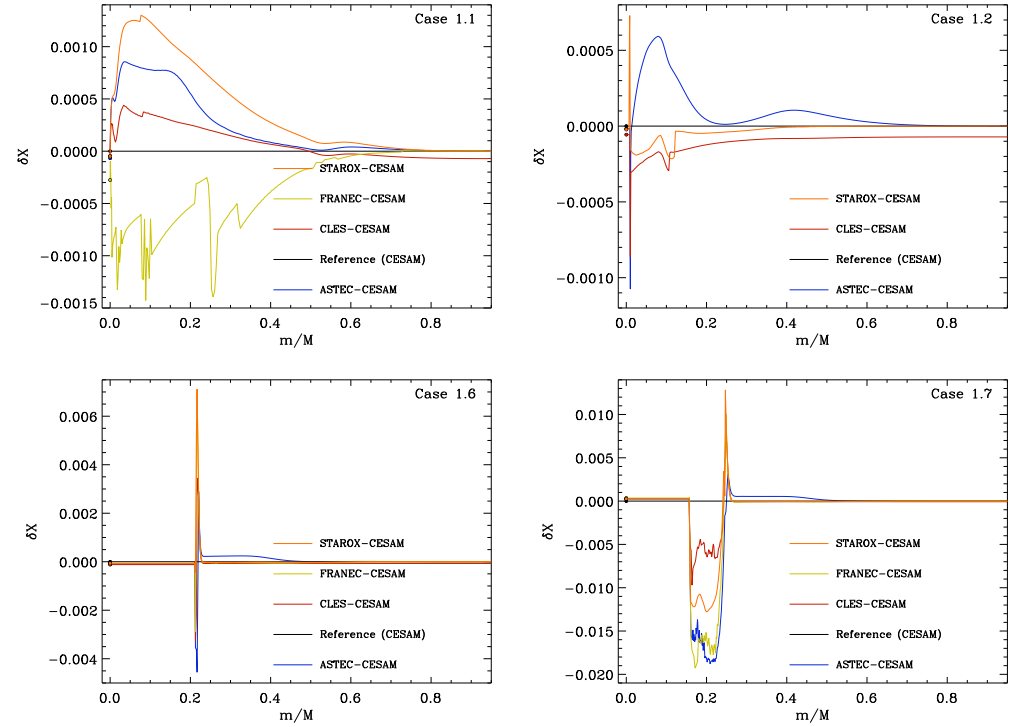 Case 1.1
0.0010
0.0005
0.0000
−0.0005
−0.0010
−0.0015
δX
STAROX−CESAM
FRANEC−CESAM
CLES−CESAM
Reference (CESAM)
ASTEC−CESAM
0.0 0.2 0.4 0.6 0.8
m/M
Case 1.2
0.0005
0.0000
−0.0005
−0.0010
δX
STAROX−CESAM
CLES−CESAM
Reference (CESAM)
ASTEC−CESAM
0.0 0.2 0.4 0.6 0.8
m/M
Case 1.6
0.006
0.004
0.002
0.000
−0.002
−0.004
δX
STAROX−CESAM
FRANEC−CESAM
CLES−CESAM
Reference (CESAM)
ASTEC−CESAM
0.0 0.2 0.4 0.6 0.8
m/M
Case 1.7
0.010
0.005
0.000
−0.005
−0.010
−0.015
−0.020
δX
STAROX−CESAM
FRANEC−CESAM
CLES−CESAM
Reference (CESAM)
ASTEC−CESAM
0.0 0.2 0.4 0.6 0.8
m/M